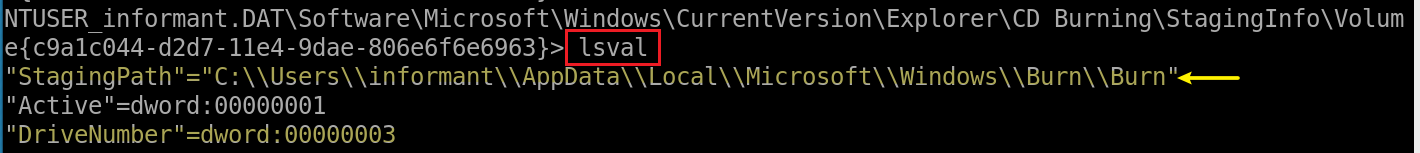 NTUSER_informant.DAT\Software\Microsoft\Windows\CurrentVersion\Explorer\CD Burning\StagingInfo\Volum
e{c9a1c044-d2d7-11e4-9dae-806e6f6e6963}> lsval
"StagingPath"="C:\\Users\\informant\\AppData\\Local\\Microsoft\\Windows\\Burn\\Burn"
"Active"=dword:00000001
"DriveNumber"=dword:00000003